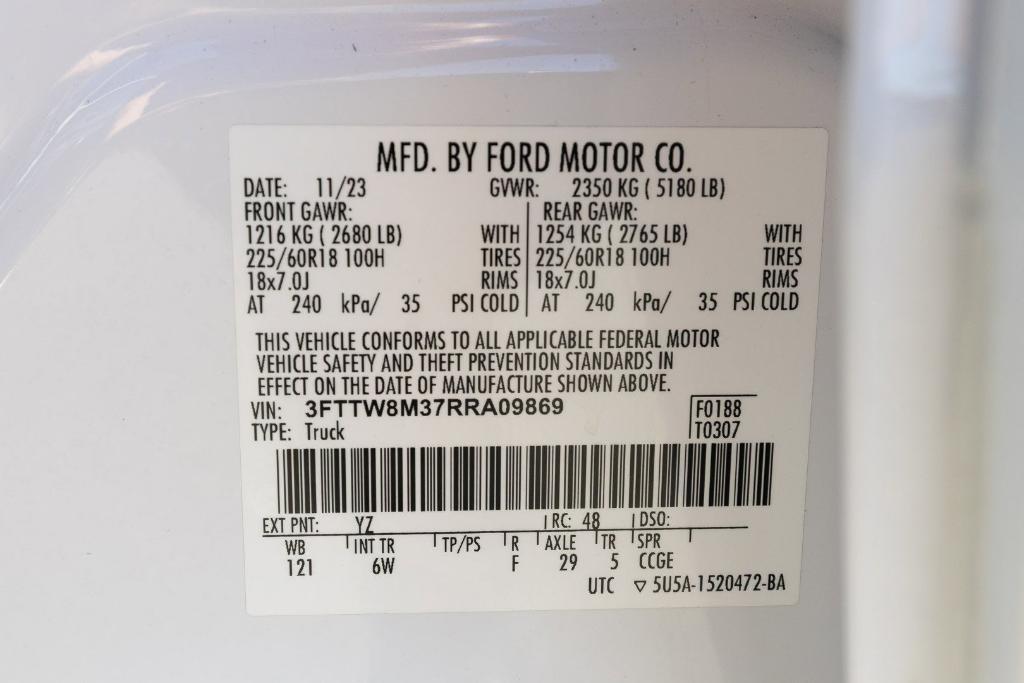 MFD. BY FORD MOTOR CO.
DATE: 11/23 GVWR: 2350 KG ( 5180 LB)
FRONT GAWR: REAR GAWR:
1216 KG ( 2680 LB) WITH 1254 KG ( 2765 LB) WITH
225/60R18 100H TIRES 225/60R18 100H TIRES
18x7.0J RIMS 18x7.0J RIMS
AT 240 kPa/ 35 PSI COLD AT 240 kPa/ 35 PSI COLD
THIS VEHICLE CONFORMS TO ALL APPLICABLE FEDERAL MOTOR
VEHICLE SAFETY AND THEFT PREVENTION STANDARDS IN
EFFECT ON THE DATE OF MANUFACTURE SHOWN ABOVE.
VIN: 3FTTW8M37RRA09869 F0188
TYPE: Truck T0307
EXT PNT: YZ RC: 48 DSO:
WB INT TR TP/PS R AXLE TR SPR
121 6W F 29 5 CCGE
UTC ▽ 5U5A-1520472-BA